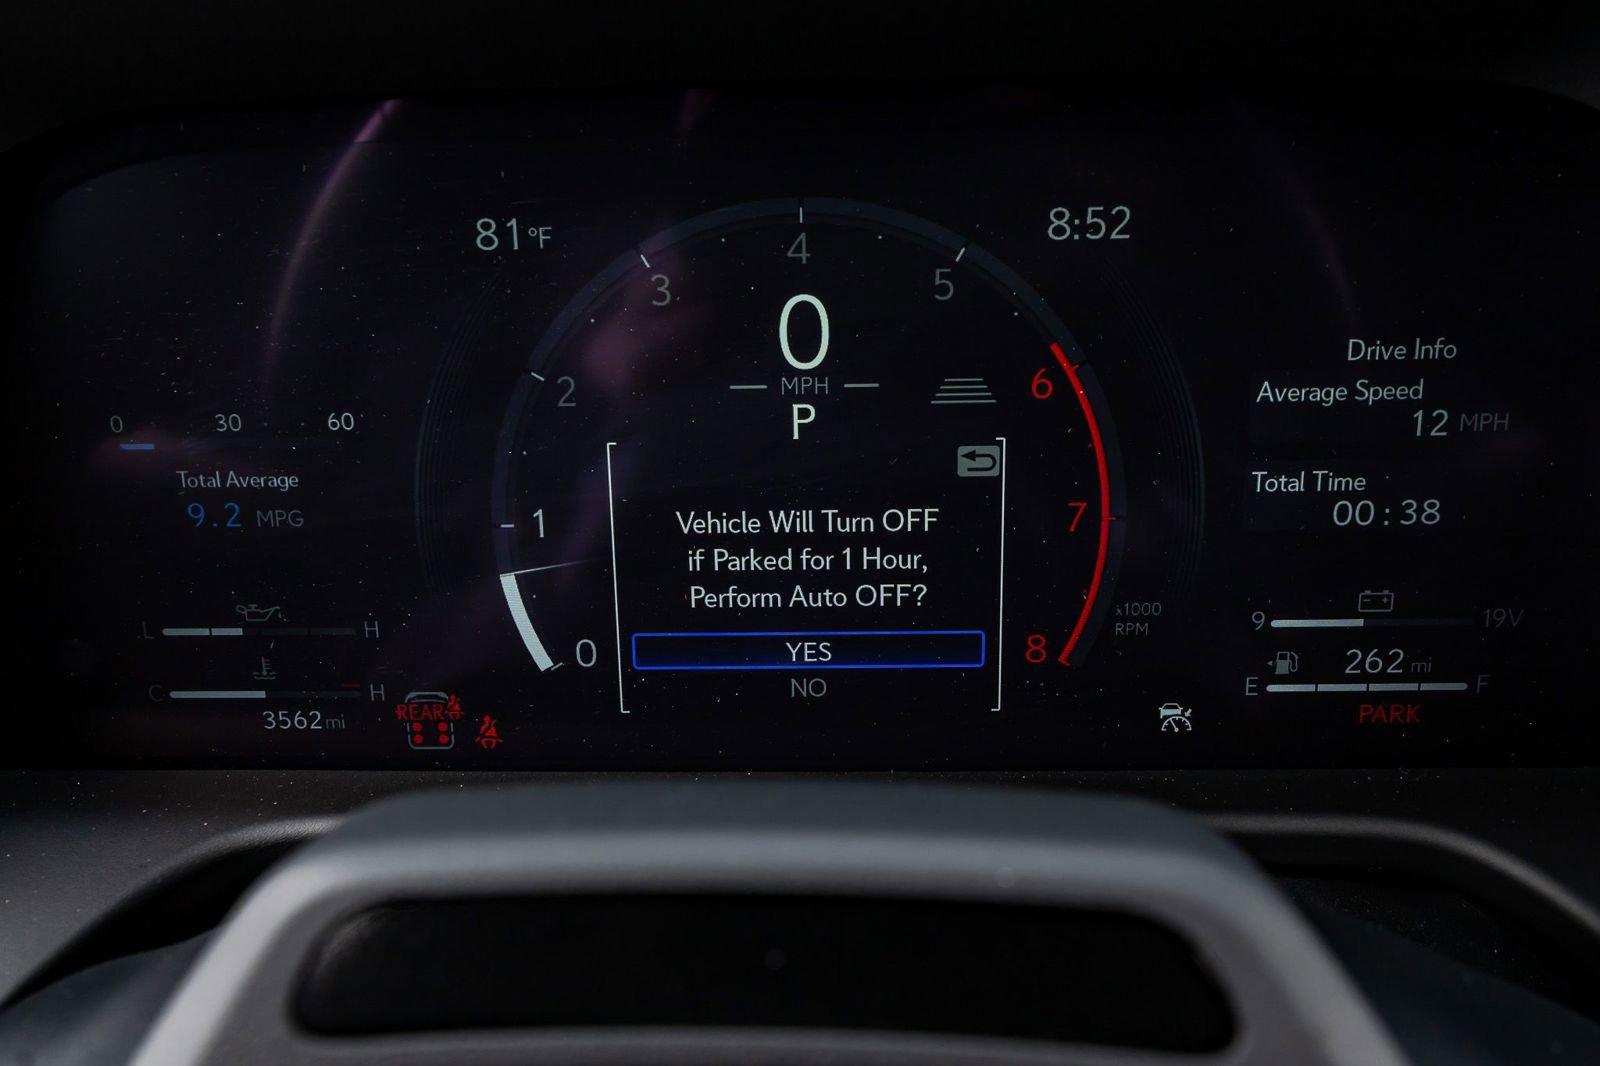 81°F
8:52
4
3
5
0
MPH
P
2
6
1
7
0
8
x1000
RPM
0 30 60
Total Average
9.2 MPG
L H
C H
3562 mi
REAR
Vehicle Will Turn OFF
if Parked for 1 Hour,
Perform Auto OFF?
YES
NO
Drive Info
Average Speed
12 MPH
Total Time
00:38
9 19V
262 mi
E F
PARK